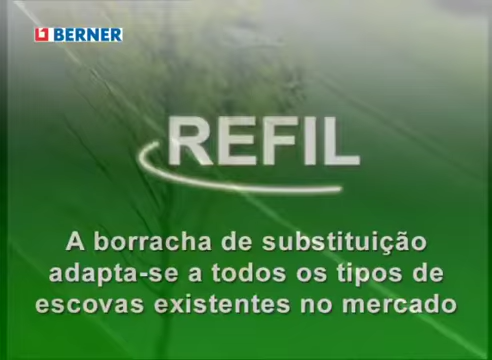 BERNER
REFIL
A borracha de substituição
adapta-se a todos os tipos de
escovas existentes no mercado